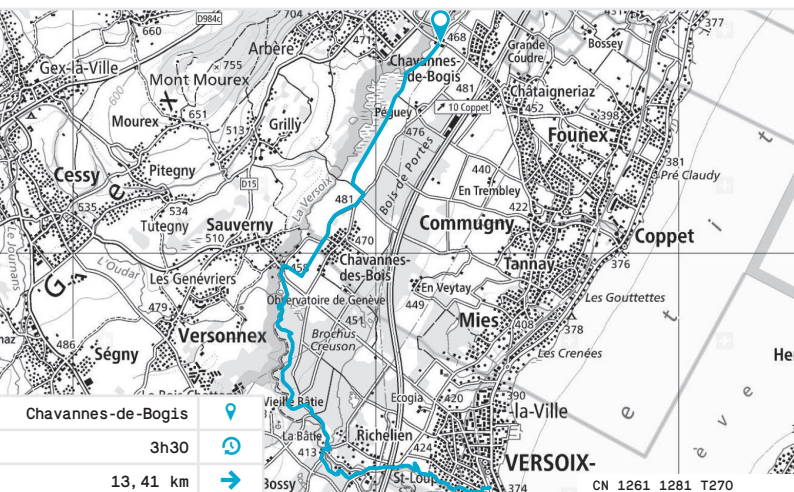 D984c
704
377
660
Arbère
471
468
Grande
Coudre
Bossey
Gex-la-Ville
755
Mont Mourex
Chavannes-
de-Bogis
481
Châtaigneriaz
600
Péguey
10 Coppet
452
398
651
Mourex
513
Grilly
476
Founex
Bois de Portes
Cessy
Pitegny
D15
440
En Trembley
381
Pré Claudy
La Versoix
481
535
534
Tutegny
510
Sauverny
422
Commugny
Coppet
470
L'Oudar
Le Journans
Chavannes-
des-Bois
Tannay
376
Les Genévriers
En Veytay
Observatoire de Genève
449
Les Gouttettes
479
451
Mies
408
378
Versonnex
Brochus
Creuson
486
Ségny
Les Crenées
Vieille Bâtie
Ecogia
420
390
la-Ville
Chavannes-de-Bogis
La Bâtie
413
Richelien
424
3h30
VERSOIX-
13,41 km
Bossy
St-Loup
374
CN 1261 1281 T270